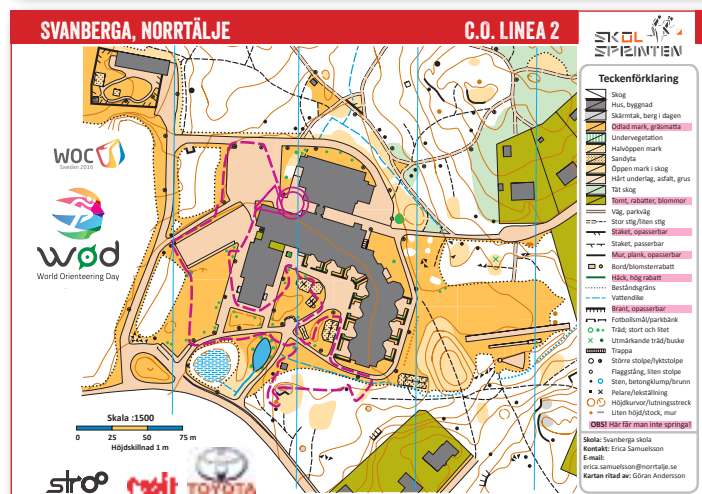 SVANBERGA, NORRTÄLJE
C.O. LINEA 2
SKOL
SPRINTEN
WOC
Sweden 2016
wod
World Orienteering Day
Teckenförklaring
Skog
Hus, byggnad
Skärmtak, berg i dagen
Odlad mark, gräsmatta
Undervegetation
Halvöppen mark
Sandyta
Öppen mark i skog
Hårt underlag, asfalt, grus
Tät skog
Tomt, rabatter, blommor
Väg, parkväg
Stor stig/liten stig
Staket, opasserbar
Staket, passerbar
Mur, plank, opasserbar
Bord/blomsterrabatt
Häck, hög rabatt
Beståndsgräns
Vattendike
Brant, opasserbar
Fotbollsmål/parkbänk
Träd; stort och litet
Utmärkande träd/buske
Trappa
Större stolpe/lyktstolpe
Flaggstång, liten stolpe
Sten, betongklump/brunn
Pelare/lekställning
Höjdkurvor/lutningsstreck
Liten höjd/stock, mur
OBS! Här får man inte springa!
Skola: Svanberga skola
Kontakt: Erica Samuelsson
E-mail:
erica.samuelsson@norrtalje.se
Kartan ritad av: Göran Andersson
Skala :1500
0 25 50 75 m
Höjdskillnad 1 m
TOYOTA